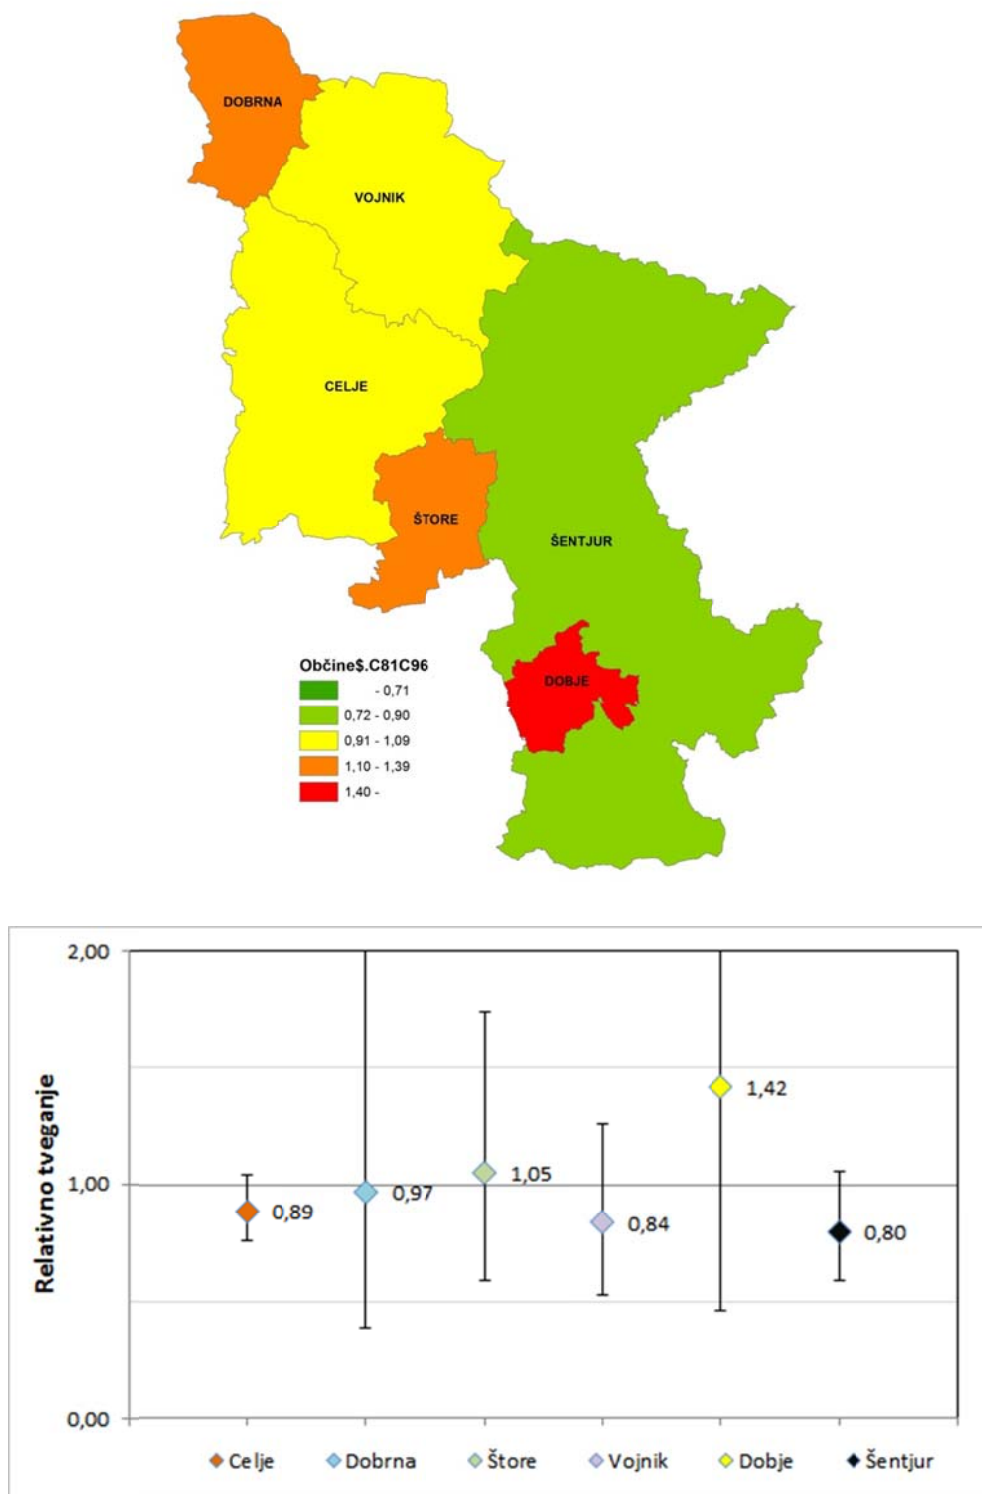 DOBRNA
VOJNIK
CELJE
ŠTORE
ŠENTJUR
DOBJE
Občine$.C81C96
- 0,71
0,72 - 0,90
0,91 - 1,09
1,10 - 1,39
1,40 -
Relativno tveganje
2,00
1,00
0,00
0,89
0,97
1,05
0,84
1,42
0,80
Celje Dobrna Štore Vojnik Dobje Šentjur